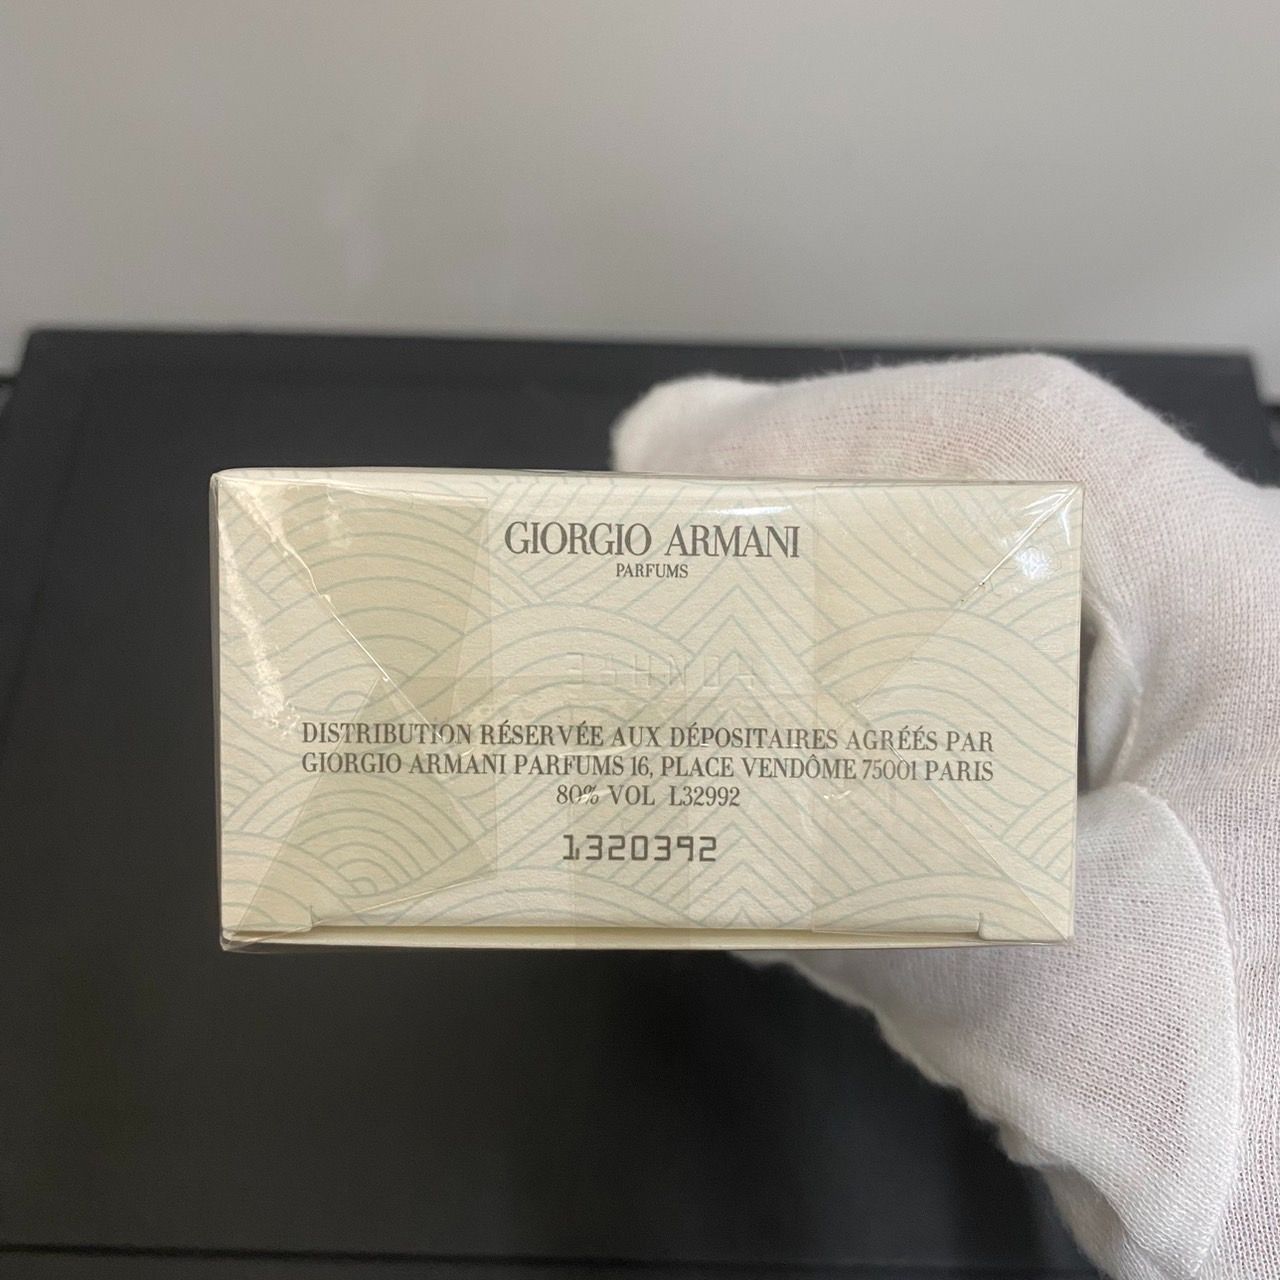 GIORGIO ARMANI
PARFUMS
DISTRIBUTION RÉSERVÉE AUX DÉPOSITAIRES AGRÉÉS PAR
GIORGIO ARMANI PARFUMS 16, PLACE VENDÔME 75001 PARIS
80% VOL L32992
1320392